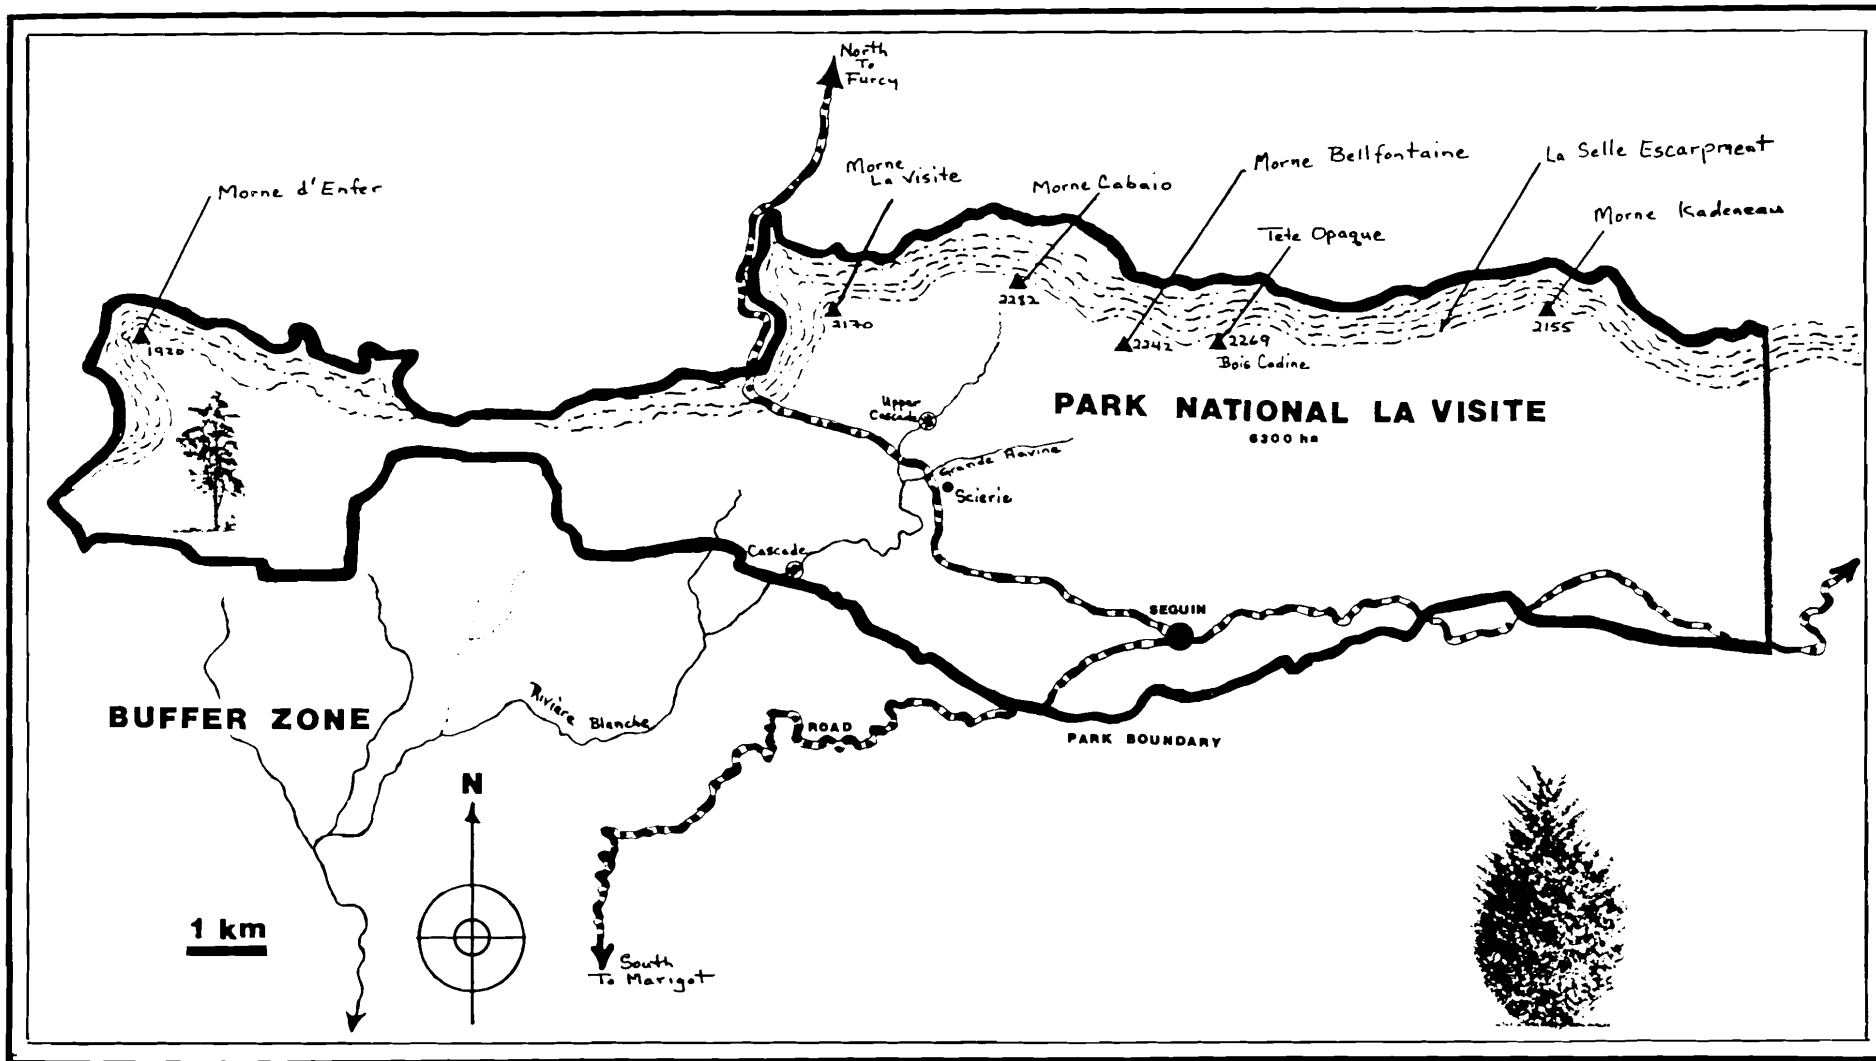 North
To
Furcy
Morne d'Enfer
Morne
La Visite
Morne Cabaio
Morne Bellfontaine
La Selle Escarpment
Tete Opaque
Morne Kadeneau
1920
2170
2282
2242
2269
Bois Codine
2155
PARK NATIONAL LA VISITE
6300 ha
Upper
Cascade
Grande Ravine
Scierie
Cascade
SEGUIN
BUFFER ZONE
Rivière Blanche
ROAD
PARK BOUNDARY
N
1 km
South
To Marigot